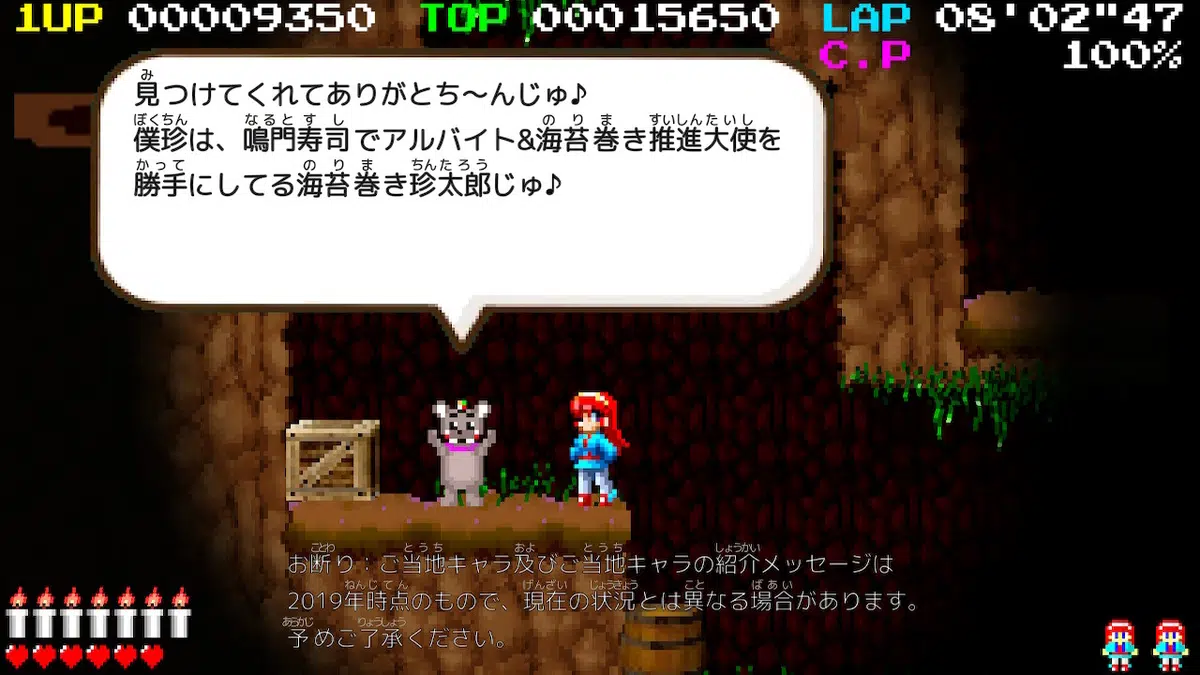 1UP 00009350 TOP 00015650 LAP 08'02"47
C.P 100%
見つけてくれてありがとち〜んじゅ♪
僕珍は、鳴門寿司でアルバイト&海苔巻き推進大使を
勝手にしてる海苔巻き珍太郎じゅ♪
お断り：ご当地キャラ及びご当地キャラの紹介メッセージは
2019年時点のもので、現在の状況とは異なる場合があります。
予めご了承ください。